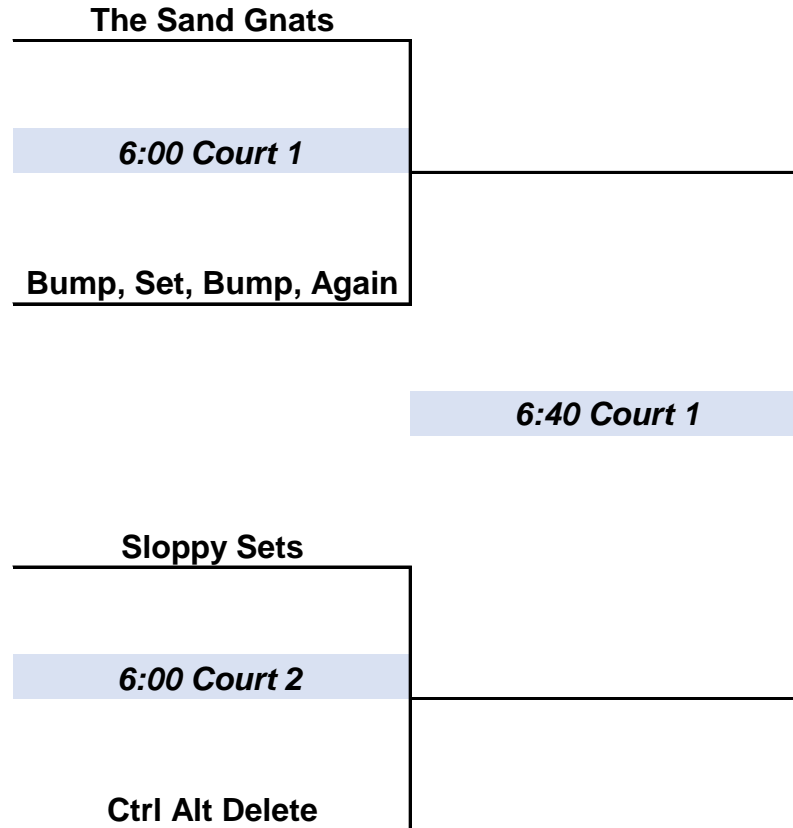 The Sand Gnats
6:00 Court 1
Bump, Set, Bump, Again
6:40 Court 1
Sloppy Sets
6:00 Court 2
Ctrl Alt Delete